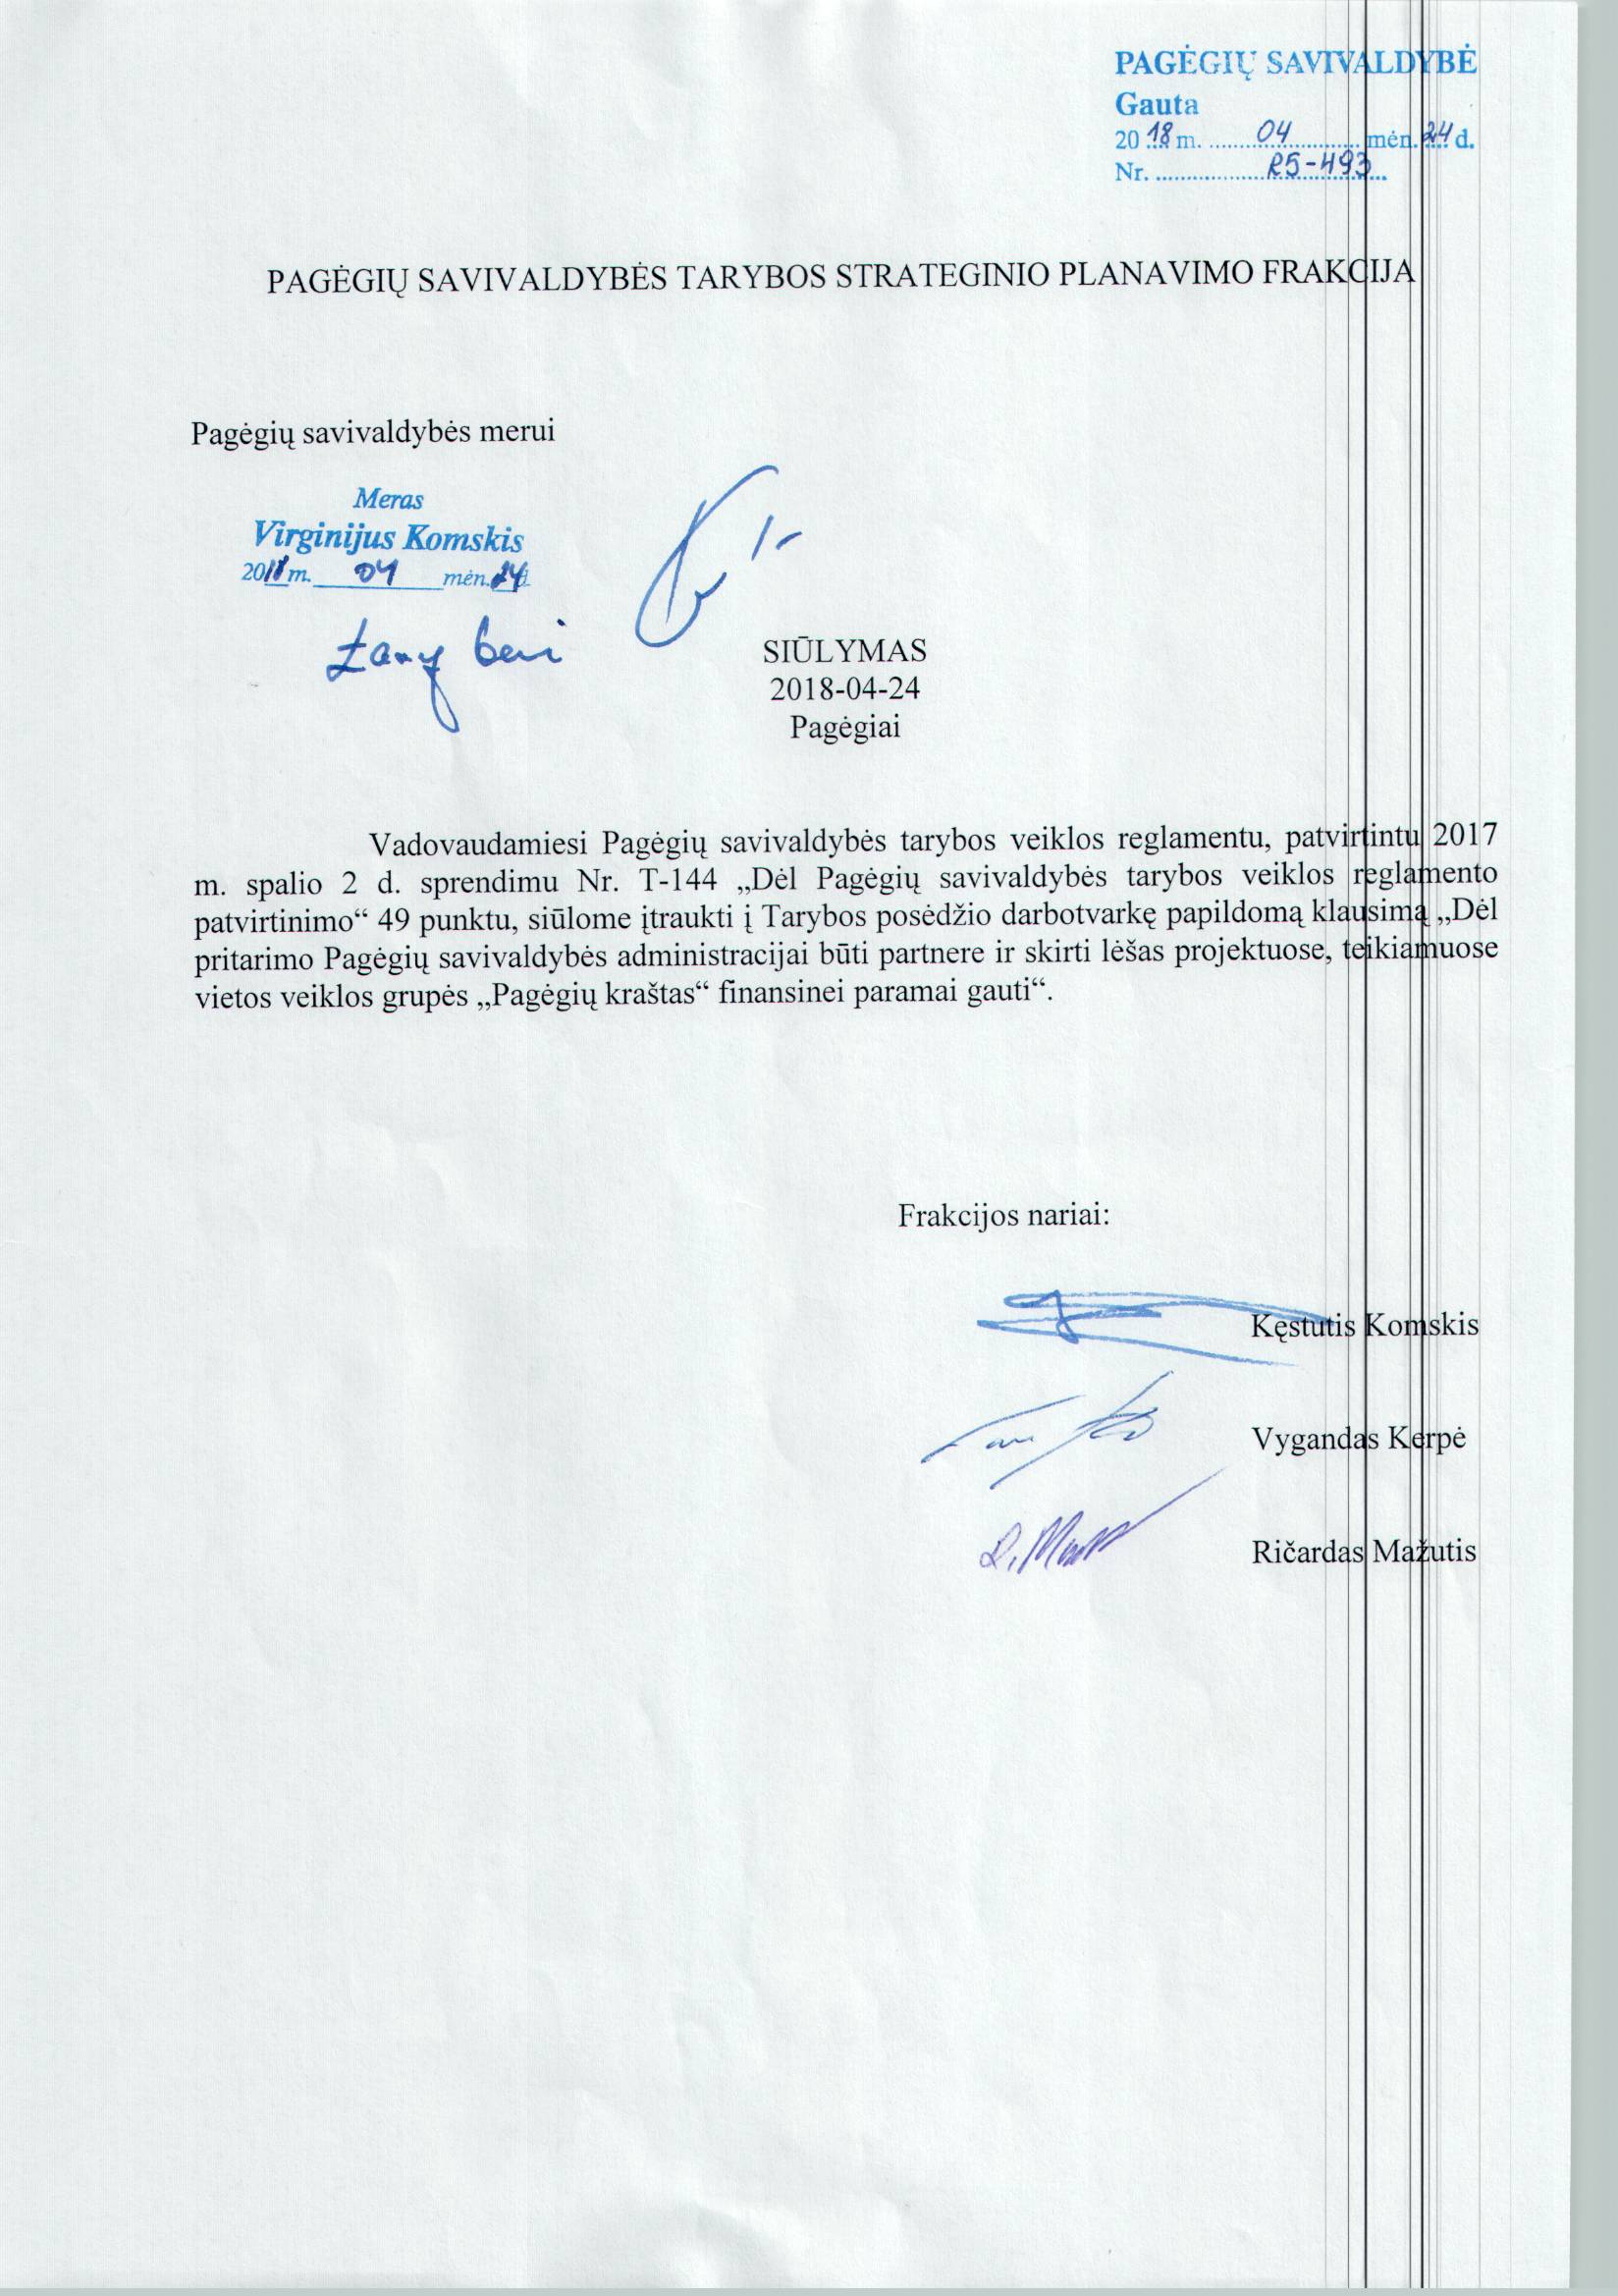 PAGĖGIŲ SAVIVALDYBĖ
Gauta
20 18 m. 04 mėn. 24 d.
Nr. R5-493
PAGĖGIŲ SAVIVALDYBĖS TARYBOS STRATEGINIO PLANAVIMO FRAKCIJA
Pagėgių savivaldybės merui
Meras
Virginijus Komskis
2018 m. 04 mėn. 24 d.
SIŪLYMAS
2018-04-24
Pagėgiai
Vadovaudamiesi Pagėgių savivaldybės tarybos veiklos reglamentu, patvirtintu 2017
m. spalio 2 d. sprendimu Nr. T-144 „Dėl Pagėgių savivaldybės tarybos veiklos reglamento
patvirtinimo“ 49 punktu, siūlome įtraukti į Tarybos posėdžio darbotvarkę papildomą klausimą „Dėl
pritarimo Pagėgių savivaldybės administracijai būti partnere ir skirti lėšas projektuose, teikiamuose
vietos veiklos grupės „Pagėgių kraštas“ finansinei paramai gauti“.
Frakcijos nariai:
Kęstutis Komskis
Vygandas Kerpė
Ričardas Mažutis